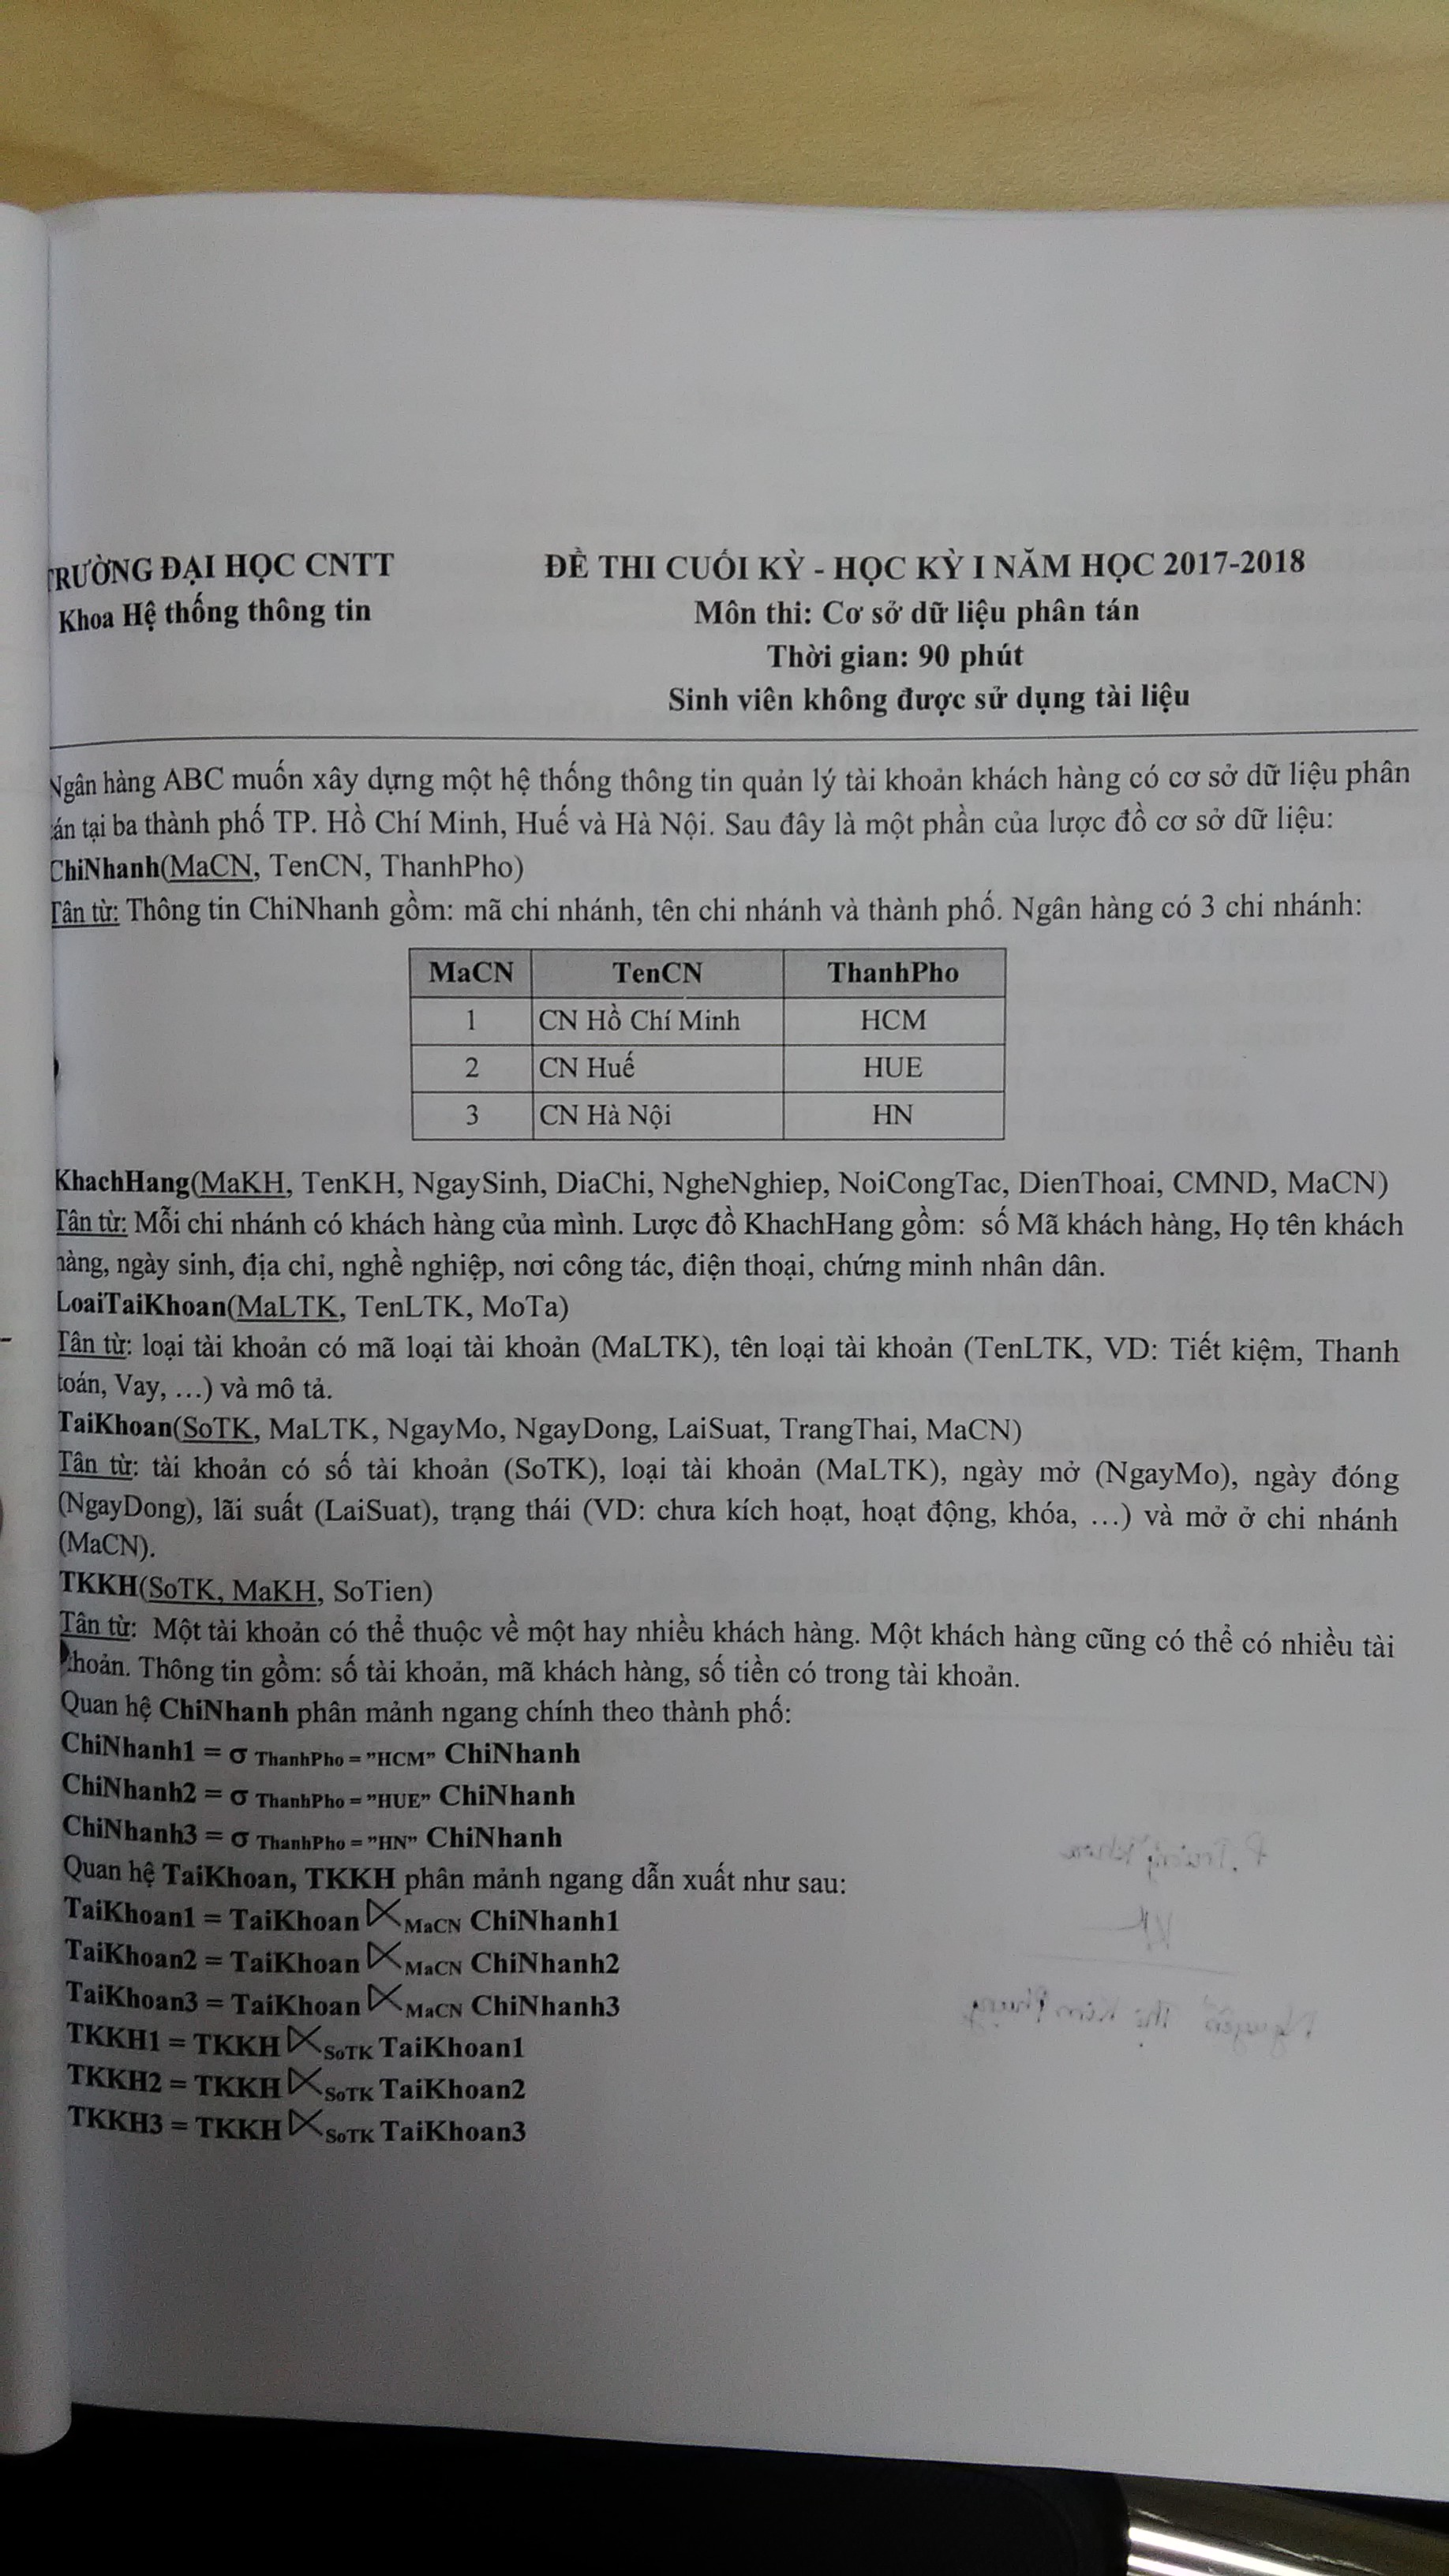 TRƯỜNG ĐẠI HỌC CNTT
Khoa Hệ thống thông tin
ĐỀ THI CUỐI KỲ - HỌC KỲ I NĂM HỌC 2017-2018
Môn thi: Cơ sở dữ liệu phân tán
Thời gian: 90 phút
Sinh viên không được sử dụng tài liệu
Ngân hàng ABC muốn xây dựng một hệ thống thông tin quản lý tài khoản khách hàng có cơ sở dữ liệu phân
tán tại ba thành phố TP. Hồ Chí Minh, Huế và Hà Nội. Sau đây là một phần của lược đồ cơ sở dữ liệu:
ChiNhanh(MaCN, TenCN, ThanhPho)
Tân từ: Thông tin ChiNhanh gồm: mã chi nhánh, tên chi nhánh và thành phố. Ngân hàng có 3 chi nhánh:
MaCN TenCN ThanhPho
1 CN Hồ Chí Minh HCM
2 CN Huế HUE
3 CN Hà Nội HN
KhachHang(MaKH, TenKH, NgaySinh, DiaChi, NgheNghiep, NoiCongTac, DienThoai, CMND, MaCN)
Tân từ: Mỗi chi nhánh có khách hàng của mình. Lược đồ KhachHang gồm: số Mã khách hàng, Họ tên khách
hàng, ngày sinh, địa chỉ, nghề nghiệp, nơi công tác, điện thoại, chứng minh nhân dân.
LoaiTaiKhoan(MaLTK, TenLTK, MoTa)
Tân từ: loại tài khoản có mã loại tài khoản (MaLTK), tên loại tài khoản (TenLTK, VD: Tiết kiệm, Thanh
toán, Vay, …) và mô tả.
TaiKhoan(SoTK, MaLTK, NgayMo, NgayDong, LaiSuat, TrangThai, MaCN)
Tân từ: tài khoản có số tài khoản (SoTK), loại tài khoản (MaLTK), ngày mở (NgayMo), ngày đóng
(NgayDong), lãi suất (LaiSuat), trạng thái (VD: chưa kích hoạt, hoạt động, khóa, …) và mở ở chi nhánh
(MaCN).
TKKH(SoTK, MaKH, SoTien)
Tân từ: Một tài khoản có thể thuộc về một hay nhiều khách hàng. Một khách hàng cũng có thể có nhiều tài
khoản. Thông tin gồm: số tài khoản, mã khách hàng, số tiền có trong tài khoản.
Quan hệ ChiNhanh phân mảnh ngang chính theo thành phố:
ChiNhanh1 = σ ThanhPho = ”HCM” ChiNhanh
ChiNhanh2 = σ ThanhPho = ”HUE” ChiNhanh
ChiNhanh3 = σ ThanhPho = ”HN” ChiNhanh
Quan hệ TaiKhoan, TKKH phân mảnh ngang dẫn xuất như sau:
TaiKhoan1 = TaiKhoan ⋉ MaCN ChiNhanh1
TaiKhoan2 = TaiKhoan ⋉ MaCN ChiNhanh2
TaiKhoan3 = TaiKhoan ⋉ MaCN ChiNhanh3
TKKH1 = TKKH ⋉ SoTK TaiKhoan1
TKKH2 = TKKH ⋉ SoTK TaiKhoan2
TKKH3 = TKKH ⋉ SoTK TaiKhoan3